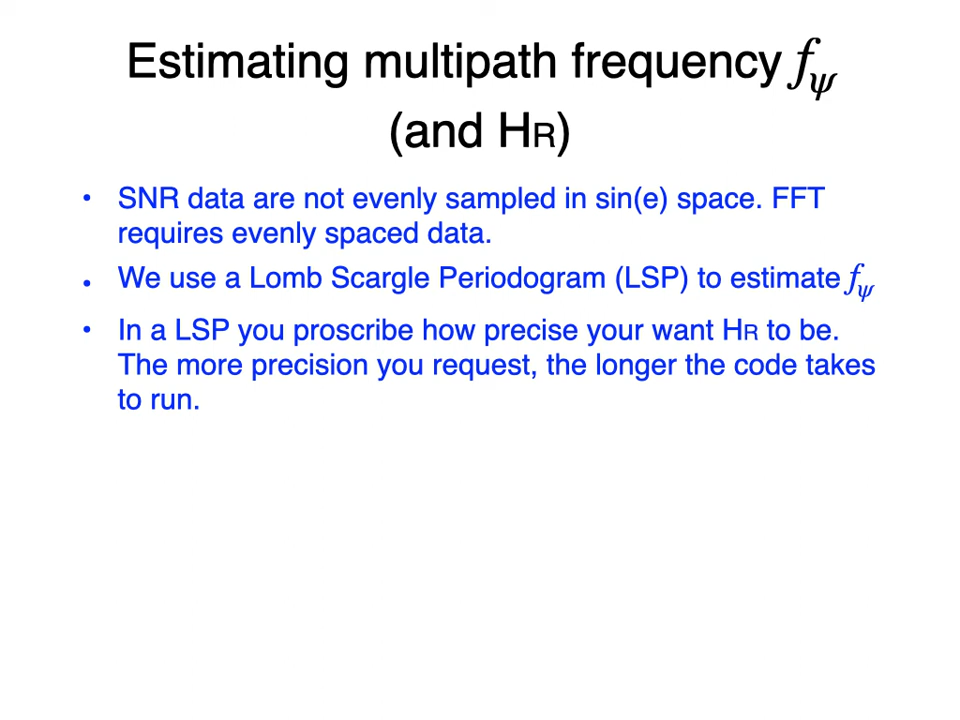 Estimating multipath frequency fψ
(and HR)
• SNR data are not evenly sampled in sin(e) space. FFT
requires evenly spaced data.
• We use a Lomb Scargle Periodogram (LSP) to estimate fψ
• In a LSP you proscribe how precise your want HR to be.
The more precision you request, the longer the code takes
to run.